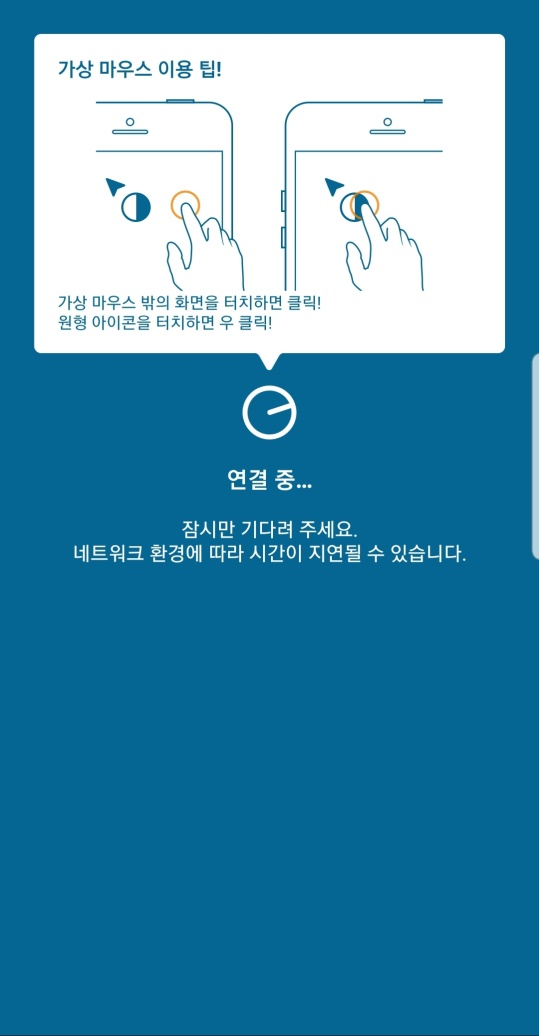 가상 마우스 이용 팁!
가상 마우스 밖의 화면을 터치하면 클릭!
원형 아이콘을 터치하면 우 클릭!
연결 중...
잠시만 기다려 주세요.
네트워크 환경에 따라 시간이 지연될 수 있습니다.